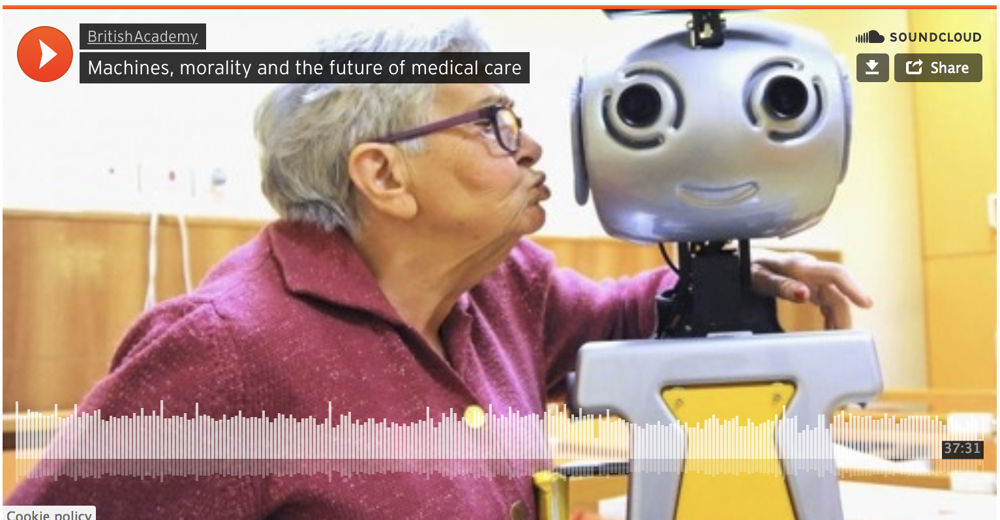 BritishAcademy
Machines, morality and the future of medical care
SOUNDCLOUD
Share
37:31
Cookie policy